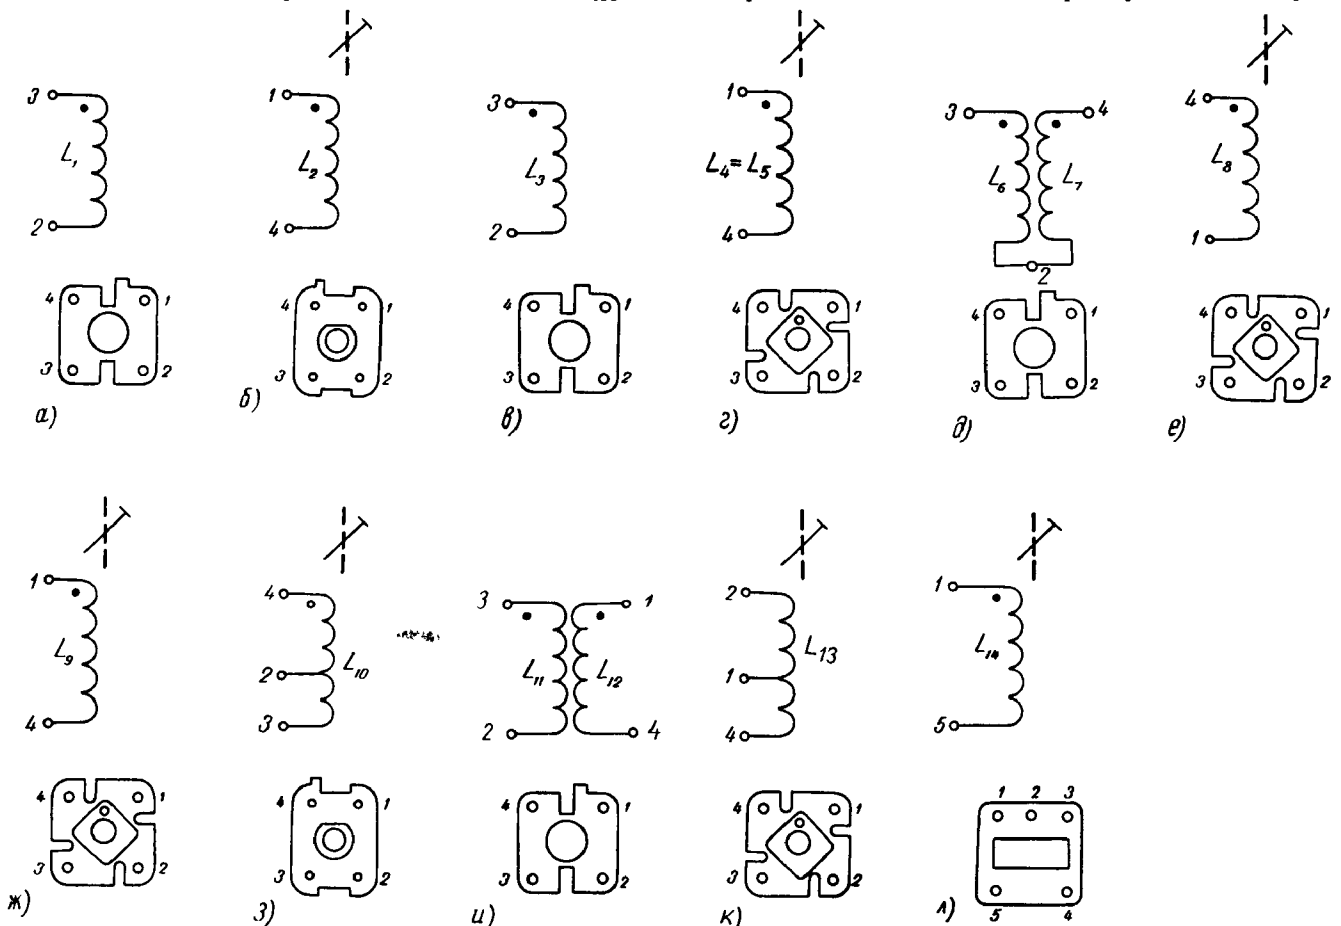 3 L₁ 2
1 L₂ 4
3 L₃ 2
1 L₄=L₅ 4
3 4 L₆ L₇ 2
4 L₈ 1
4 1 3 2
4 1 3 2
4 1 3 2
4 1 3 2
4 1 3 2
4 1 3 2
а) б) в) г) д) е)
1 L₉ 4
4 2 L₁₀ 3
3 1 L₁₁ L₁₂ 2 4
2 1 L13 4
1 L₁₄ 5
4 1 3 2
4 1 3 2
4 1 3 2
4 1 3 2
1 2 3 5 4
ж) з) и) к) л)